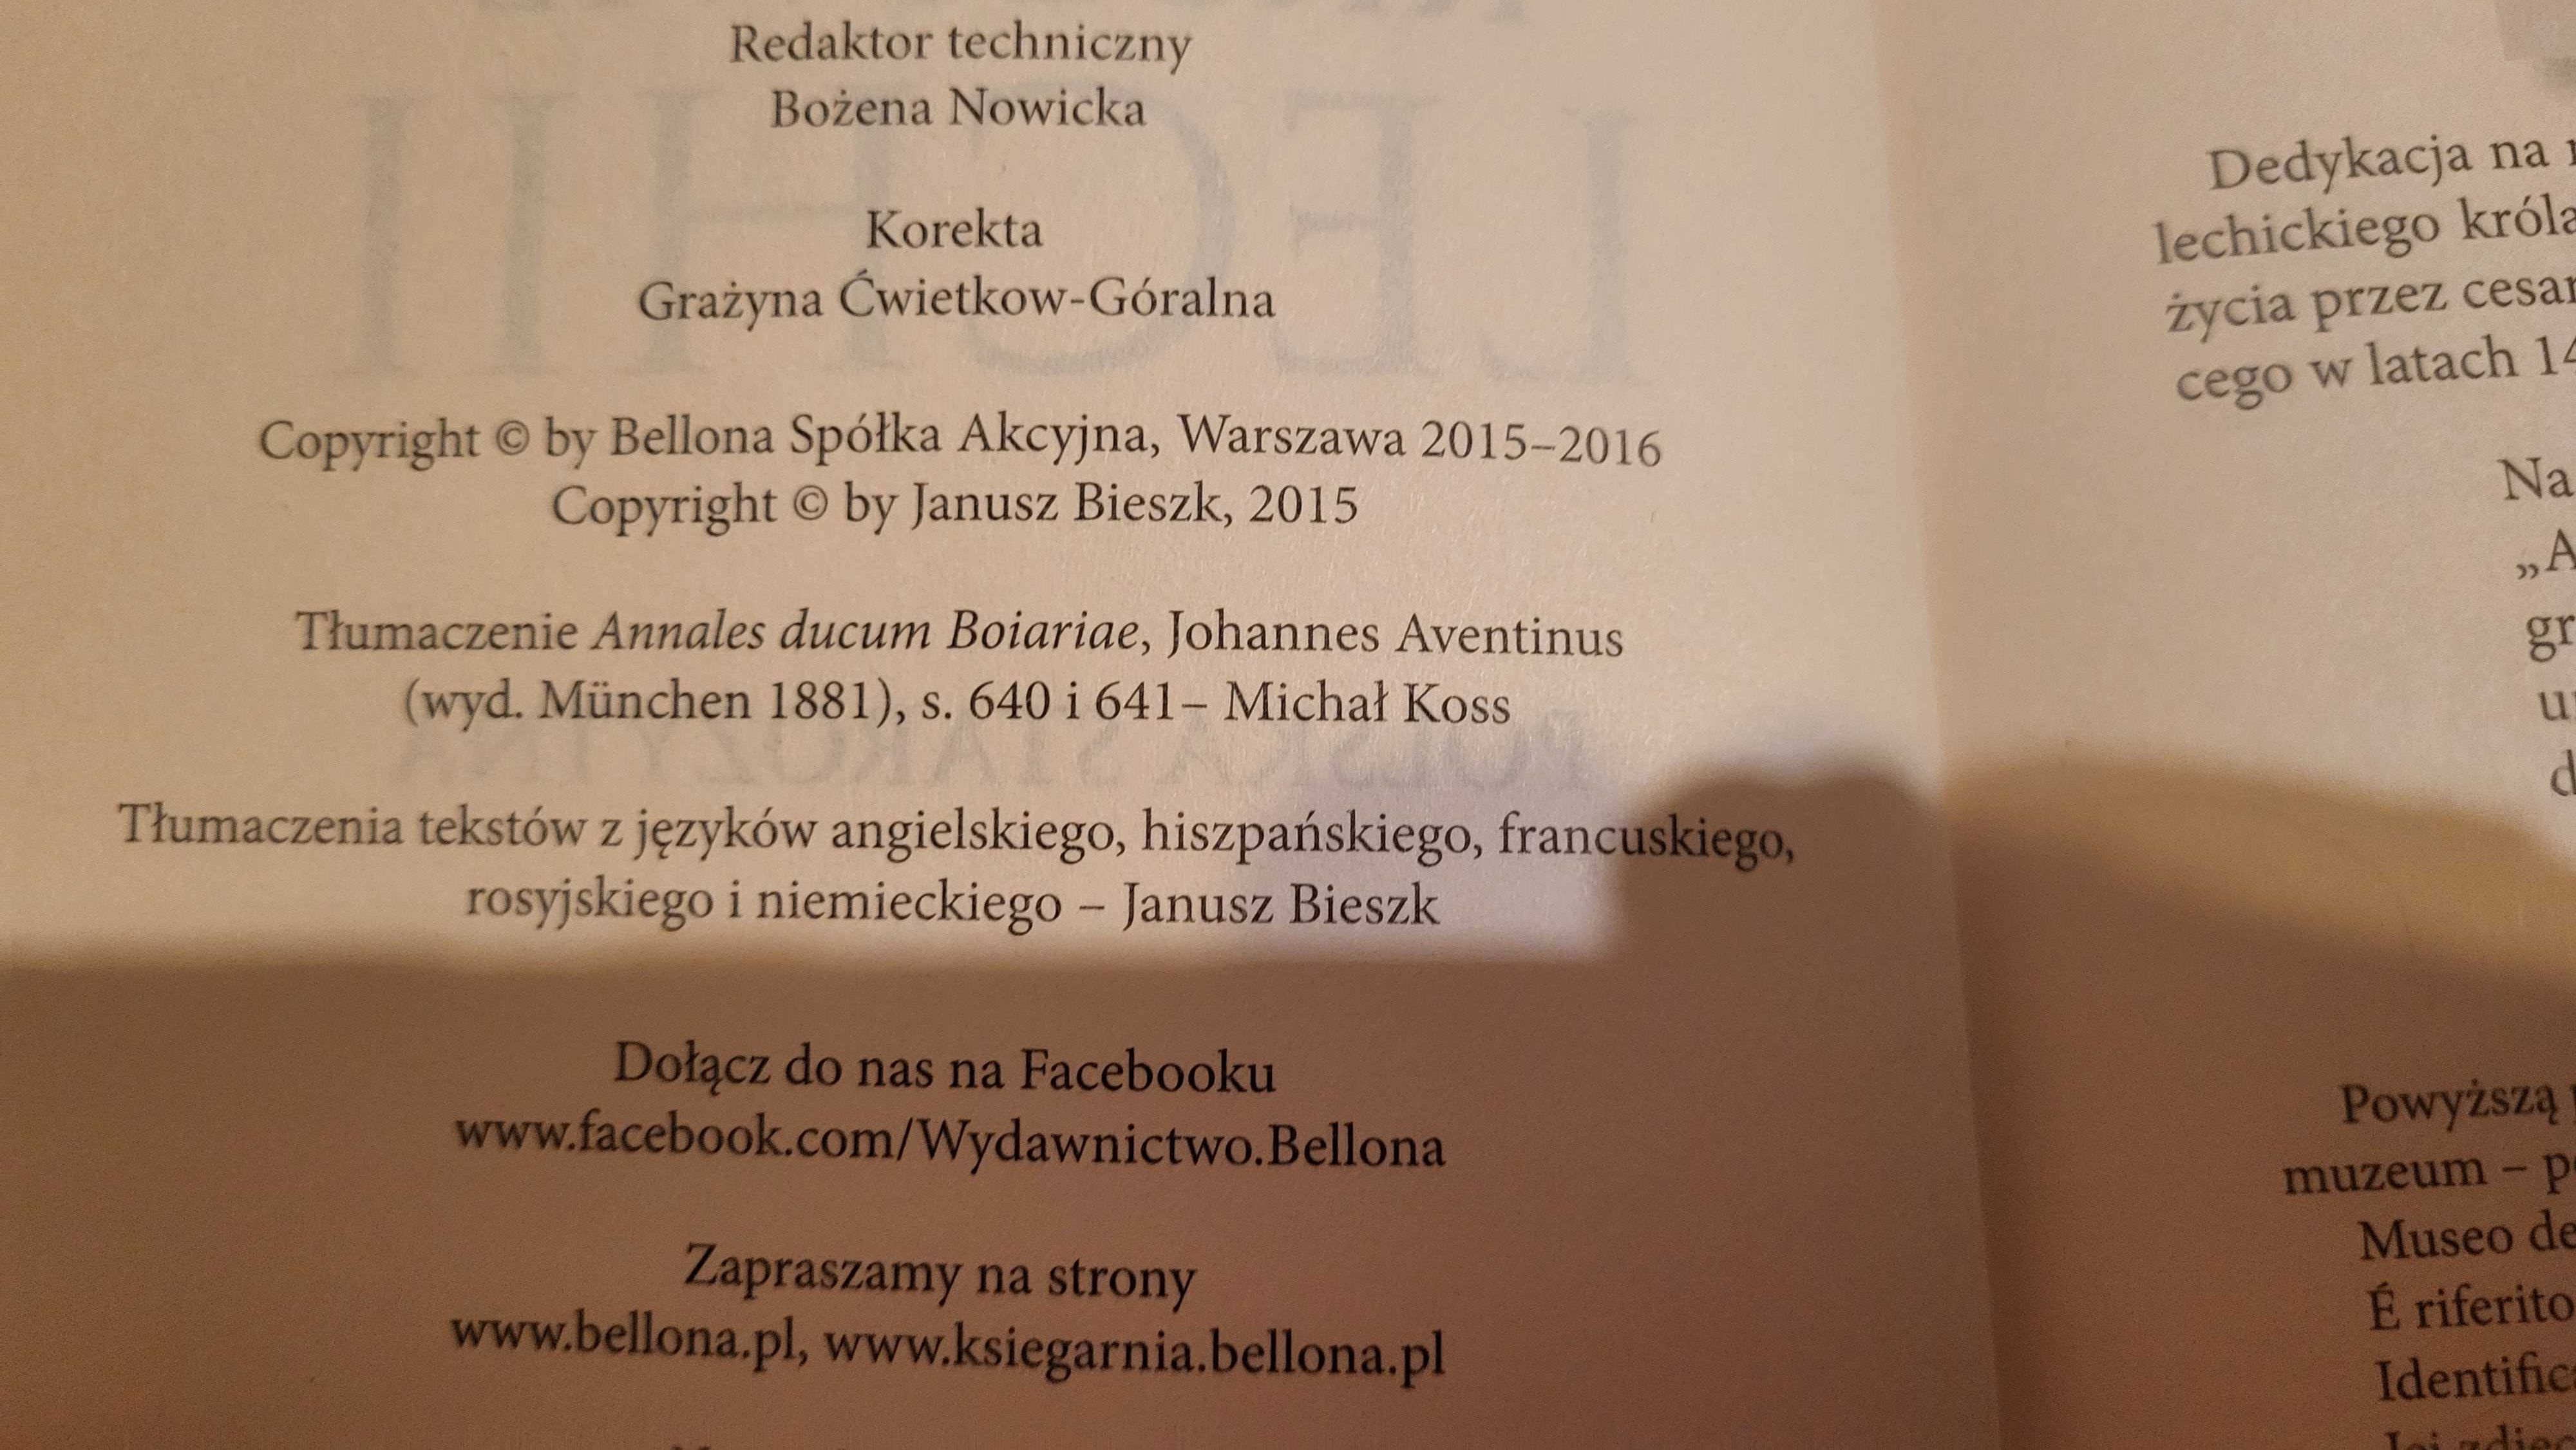 Redaktor techniczny
Bożena Nowicka
Korekta
Grażyna Ćwietkow-Góralna
Copyright © by Bellona Spółka Akcyjna, Warszawa 2015–2016
Copyright © by Janusz Bieszk, 2015
Tłumaczenie Annales ducum Boiariae, Johannes Aventinus
(wyd. München 1881), s. 640 i 641– Michał Koss
Tłumaczenia tekstów z języków angielskiego, hiszpańskiego, francuskiego,
rosyjskiego i niemieckiego – Janusz Bieszk
Dołącz do nas na Facebooku
www.facebook.com/Wydawnictwo.Bellona
Zapraszamy na strony
www.bellona.pl, www.ksiegarnia.bellona.pl
Dedykacja na
lechickiego króla
życia przez
cego w latach
Na
Powyższą
muzeum –
Museo
É riferito